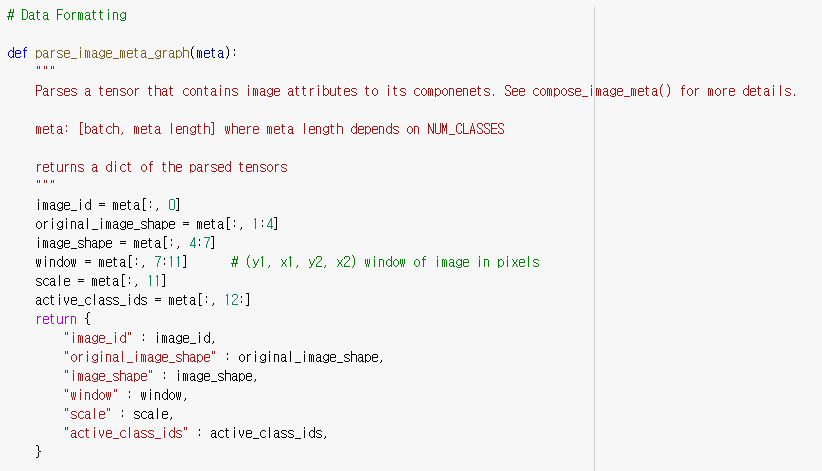 # Data Formatting
def parse_image_meta_graph(meta):
"""
Parses a tensor that contains image attributes to its componenets. See compose_image_meta() for more details.
meta: [batch, meta length] where meta length depends on NUM_CLASSES
returns a dict of the parsed tensors
"""
image_id = meta[:, 0]
original_image_shape = meta[:, 1:4]
image_shape = meta[:, 4:7]
window = meta[:, 7:11]      # (y1, x1, y2, x2) window of image in pixels
scale = meta[:, 11]
active_class_ids = meta[:, 12:]
return {
"image_id" : image_id,
"original_image_shape" : original_image_shape,
"image_shape" : image_shape,
"window" : window,
"scale" : scale,
"active_class_ids" : active_class_ids,
}